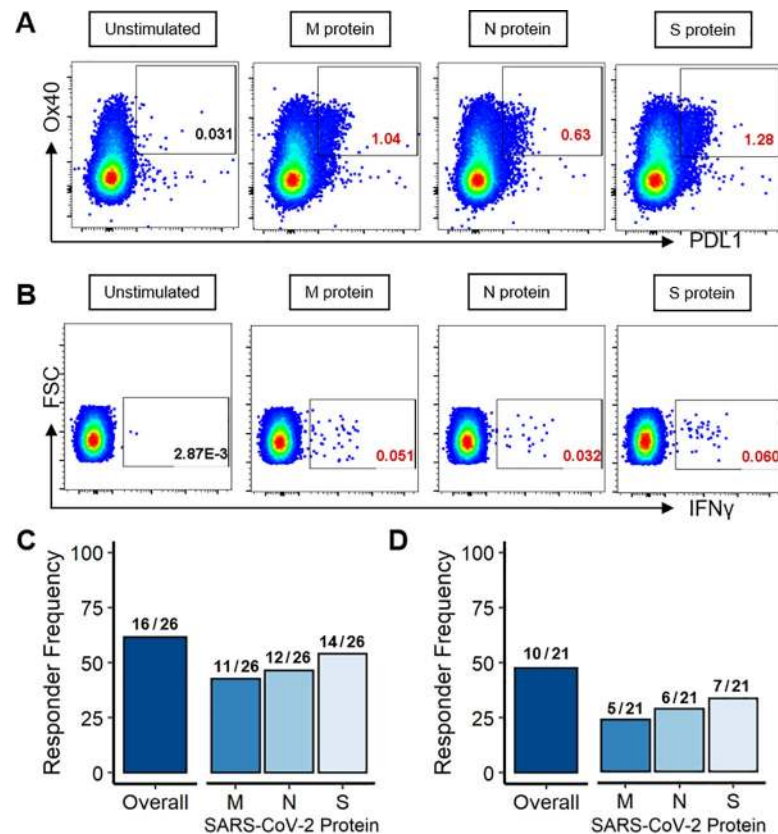 A
Unstimulated
M protein
N protein
S protein
Ox40
0.031
1.04
0.63
1.28
PDL1
B
Unstimulated
M protein
N protein
S protein
FSC
2.87E-3
0.051
0.032
0.060
IFNγ
C
Responder Frequency
100
75
50
25
0
16 / 26
11 / 26
12 / 26
14 / 26
Overall
M
N
S
SARS-CoV-2 Protein
D
Responder Frequency
100
75
50
25
0
10 / 21
5 / 21
6 / 21
7 / 21
Overall
M
N
S
SARS-CoV-2 Protein